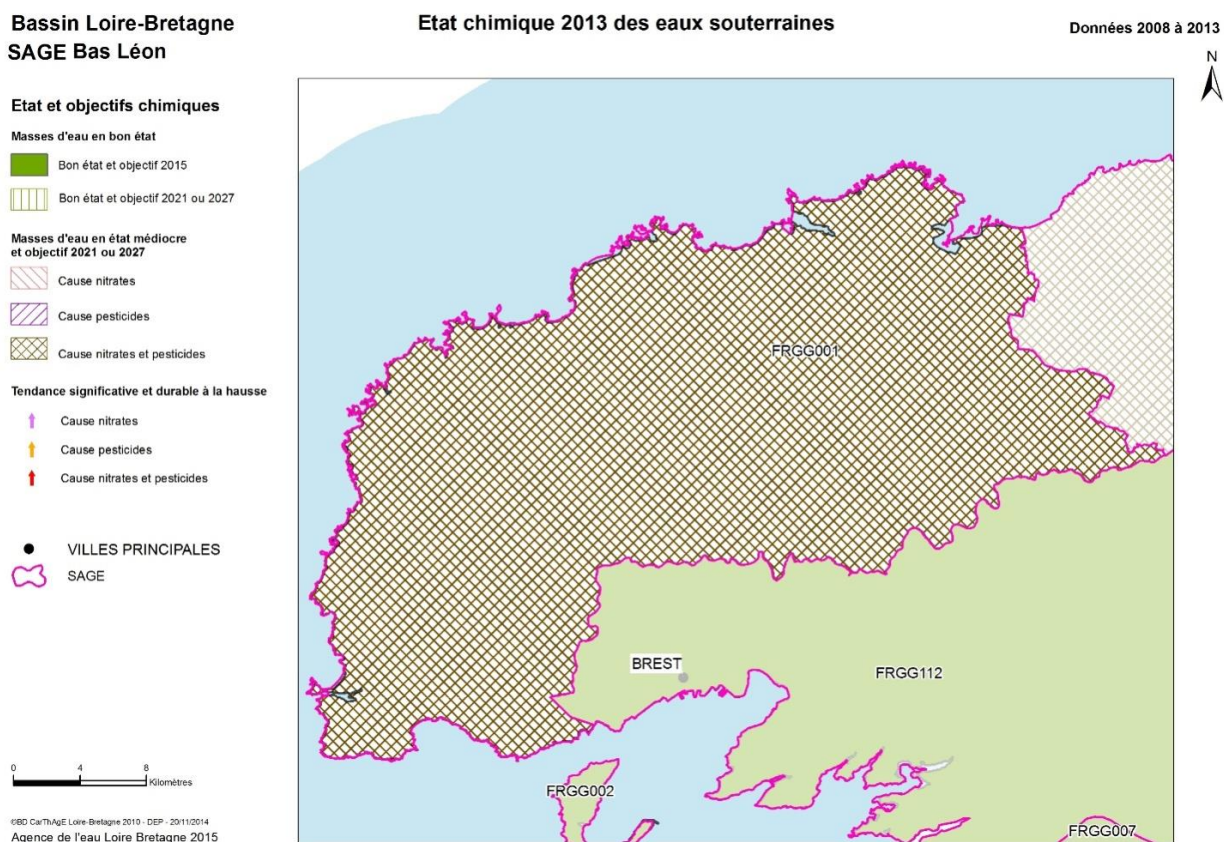 Bassin Loire-Bretagne
SAGE Bas Léon
Etat chimique 2013 des eaux souterraines
Données 2008 à 2013
N
Etat et objectifs chimiques
Masses d'eau en bon état
Bon état et objectif 2015
Bon état et objectif 2021 ou 2027
Masses d'eau en état médiocre
et objectif 2021 ou 2027
Cause nitrates
Cause pesticides
Cause nitrates et pesticides
Tendance significative et durable à la hausse
Cause nitrates
Cause pesticides
Cause nitrates et pesticides
VILLES PRINCIPALES
SAGE
FRGG001
BREST
FRGG112
FRGG002
FRGG007
0 4 8
Kilomètres
©BD CarThAgE Loire-Bretagne 2010 - DEP - 20/11/2014
Agence de l'eau Loire Bretagne 2015